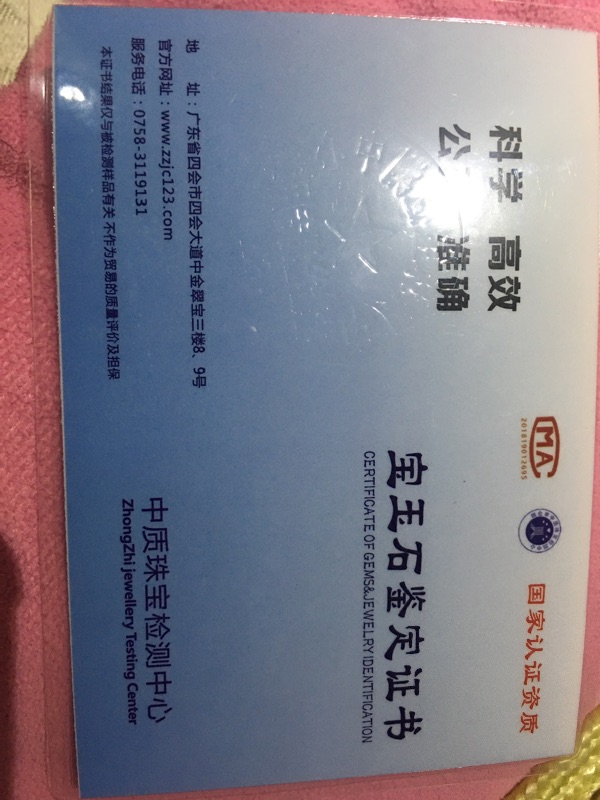 科学 高效
公 准确
地 址：广东省四会市四会大道中金翠宝三楼8、9号
官方网址：www.zzjc123.com
服务电话：0758-3119131
本证书结果仅与被检测样品有关 不作为贸易的质量评价及担保
MA
201819012695
国家认证资质
宝玉石鉴定证书
CERTIFICATE OF GEMS&JEWELRY IDENTIFICATION
中质珠宝检测中心
ZhongZhi jewellery Testing Center